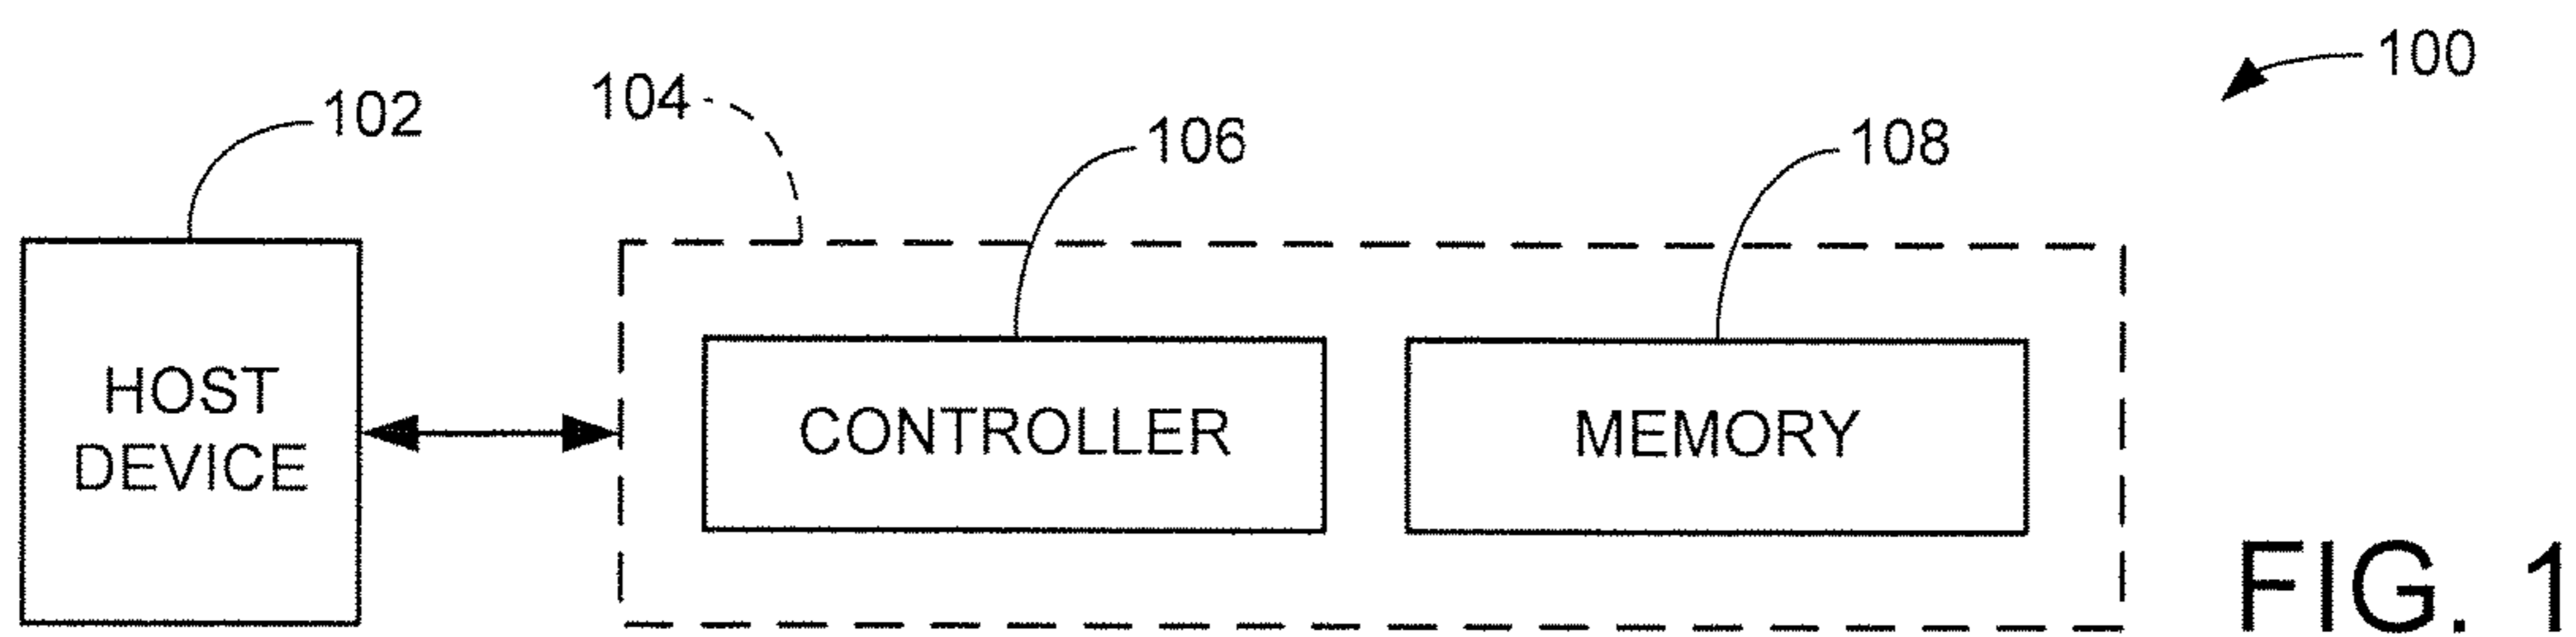 100
102
104
106
108
HOST
DEVICE
CONTROLLER
MEMORY
FIG. 1